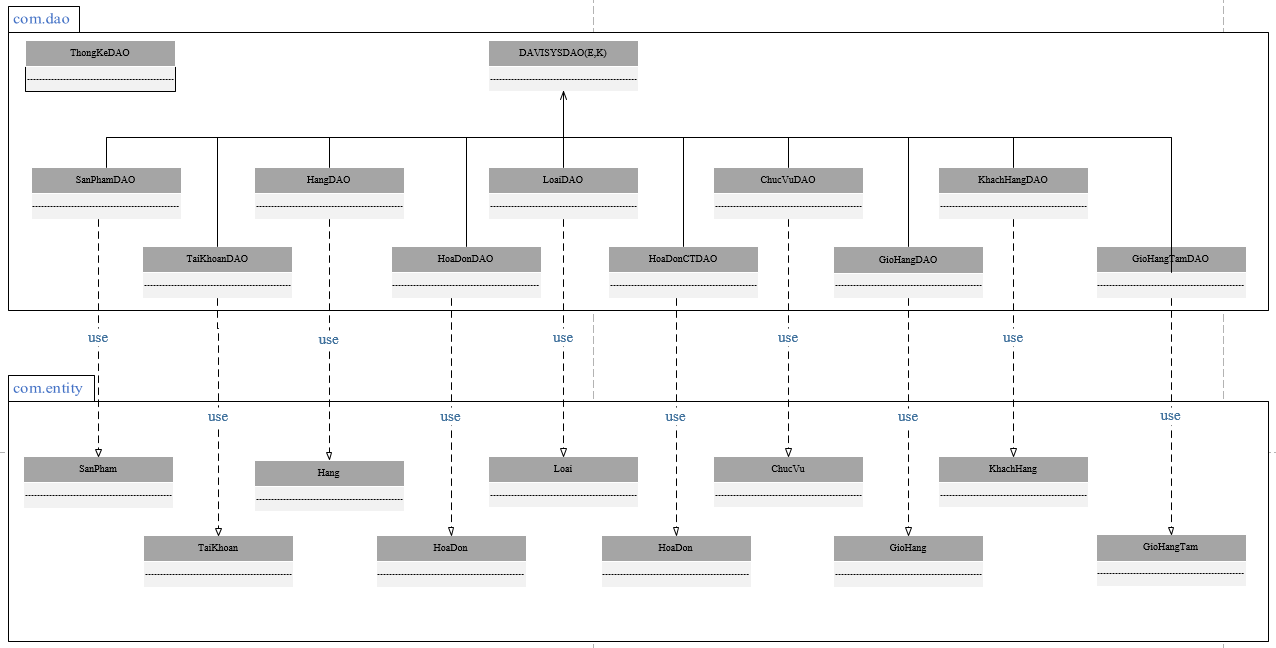 com.dao
ThongKeDAO
DAVISYSDAO(E,K)
SanPhamDAO
HangDAO
LoaiDAO
ChucVuDAO
KhachHangDAO
TaiKhoanDAO
HoaDonDAO
HoaDonCTDAO
GioHangDAO
GioHangTamDAO
use
use
use
use
use
com.entity
use
use
use
use
use
SanPham
Hang
Loai
ChucVu
KhachHang
TaiKhoan
HoaDon
HoaDon
GioHang
GioHangTam